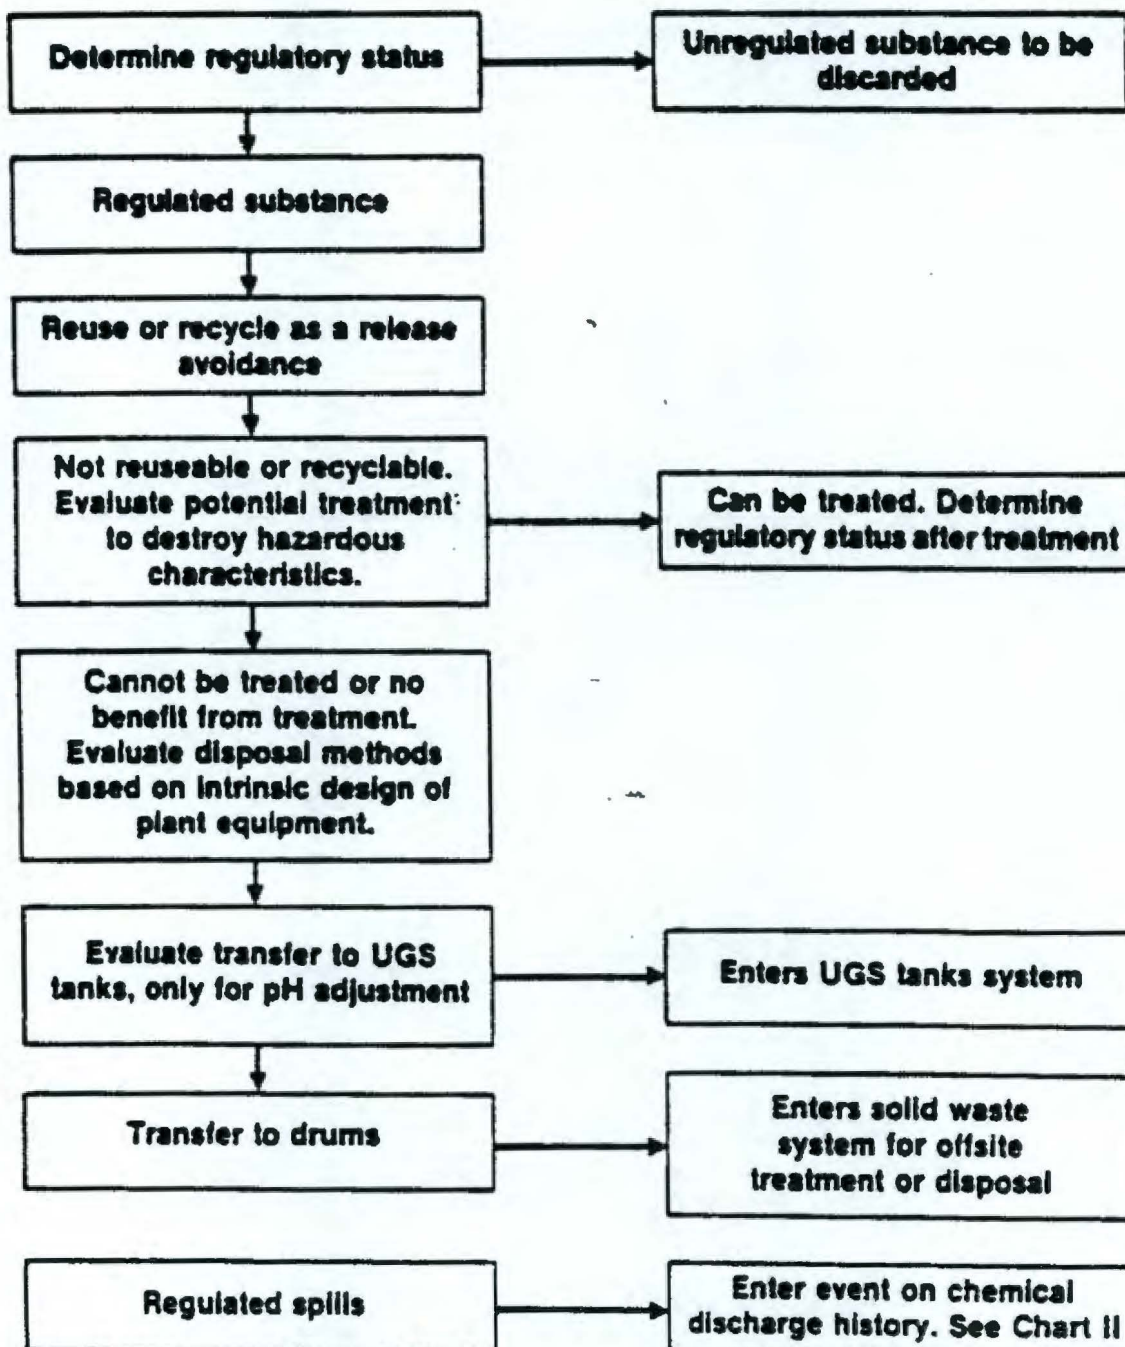 Determine regulatory status
Unregulated substance to be
discarded
Regulated substance
Reuse or recycle as a release
avoidance
Not reuseable or recyclable.
Evaluate potential treatment
to destroy hazardous
characteristics.
Can be treated. Determine
regulatory status after treatment
Cannot be treated or no
benefit from treatment.
Evaluate disposal methods
based on intrinsic design of
plant equipment.
Evaluate transfer to UGS
tanks, only for pH adjustment
Enters UGS tanks system
Transfer to drums
Enters solid waste
system for offsite
treatment or disposal
Regulated spills
Enter event on chemical
discharge history. See Chart II